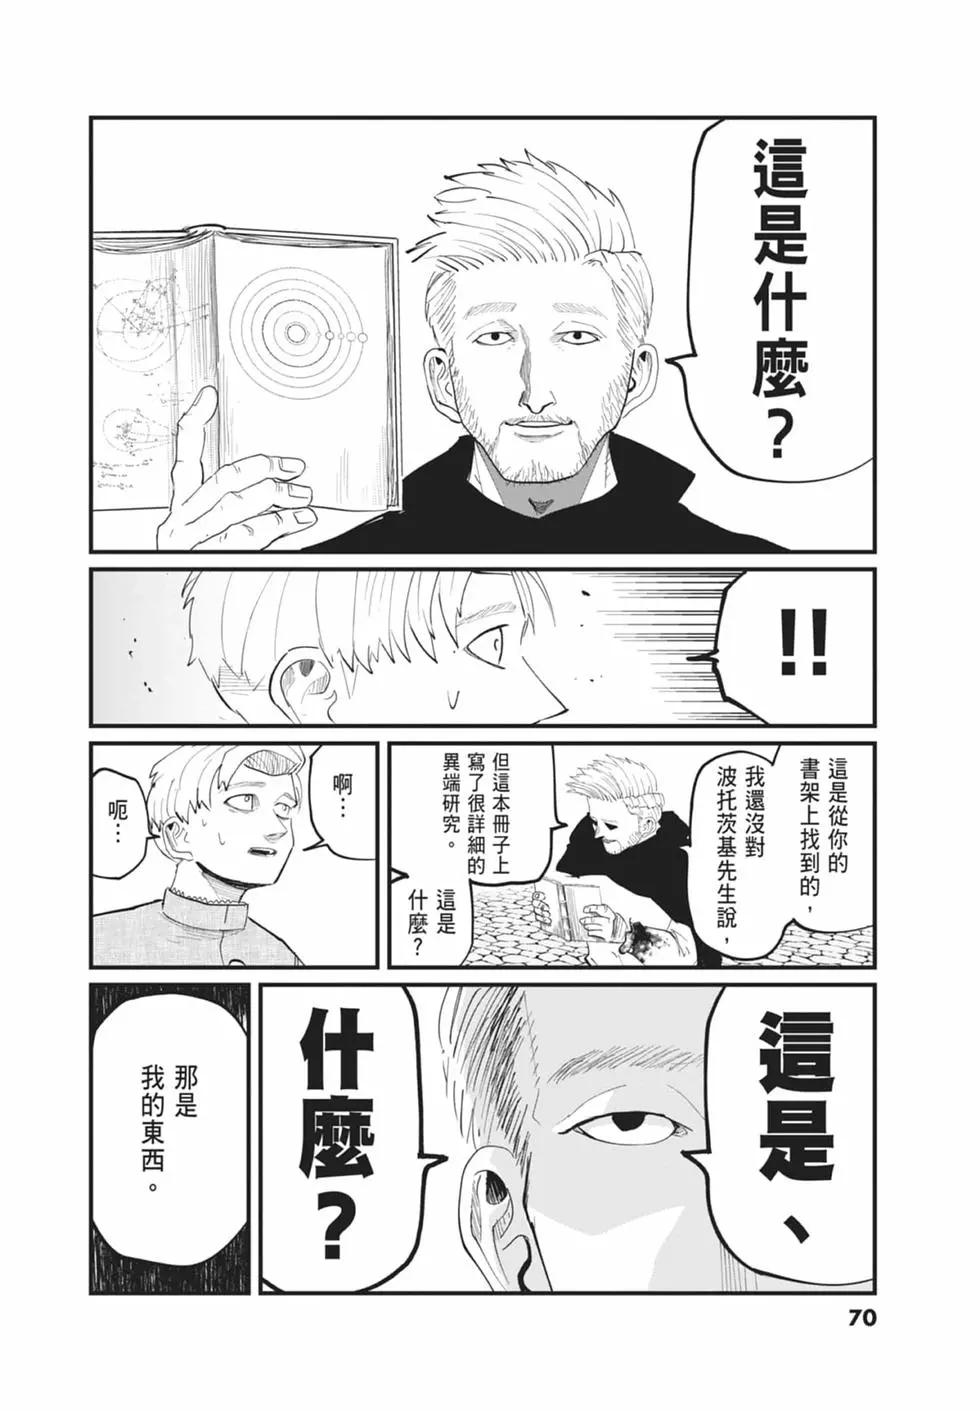 這是什麼？
!!
這是從你的
書架上找到的，
我還沒對
波托茨基先生說，
但這本冊子上
寫了很詳細的
異端研究。
這是
什麼？
啊…
呃…
這是、
什麼？
那是
我的東西。
70